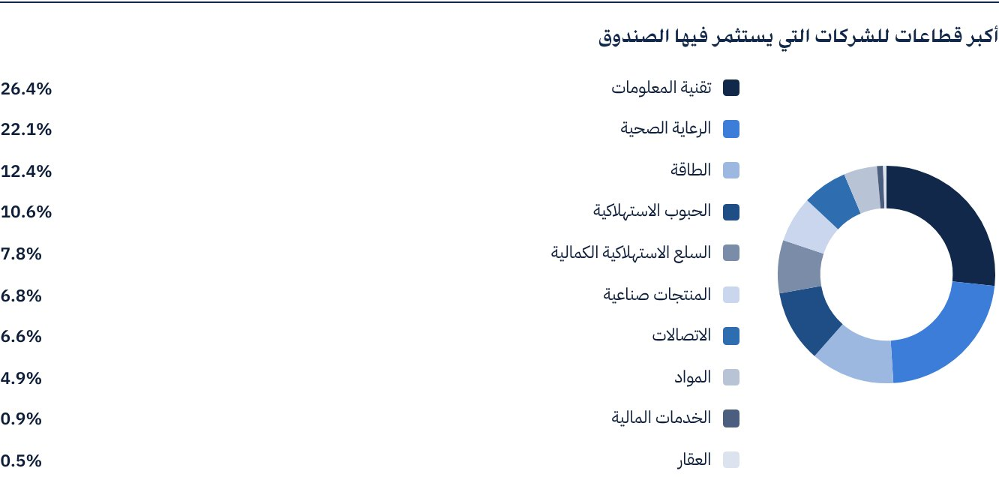 أكبر قطاعات للشركات التي يستثمر فيها الصندوق
تقنية المعلومات 26.4%
الرعاية الصحية 22.1%
الطاقة 12.4%
الحبوب الاستهلاكية 10.6%
السلع الاستهلاكية الكمالية 7.8%
المنتجات صناعية 6.8%
الاتصالات 6.6%
المواد 4.9%
الخدمات المالية 0.9%
العقار 0.5%